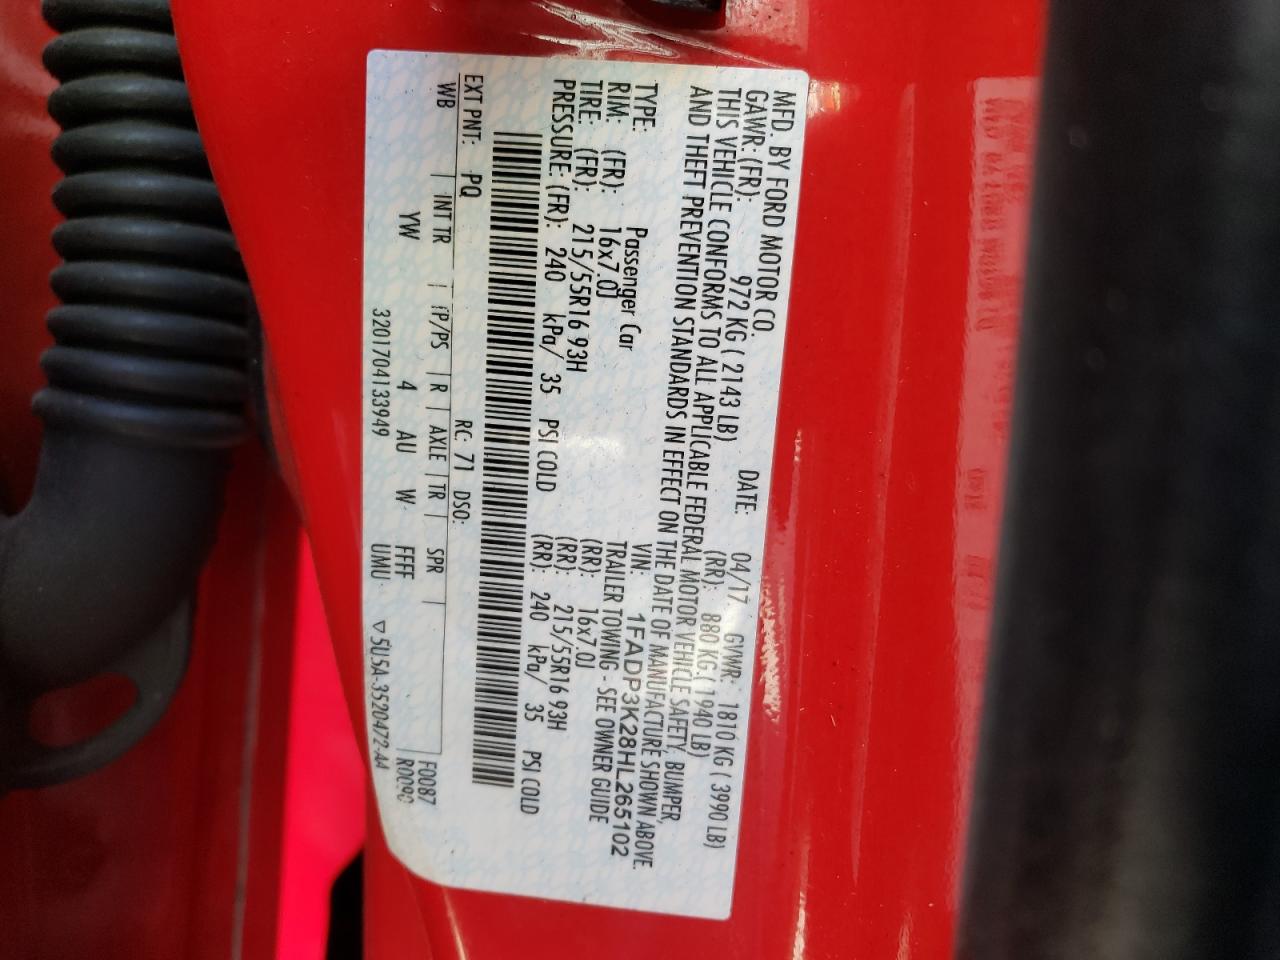 MFD. BY FORD MOTOR CO.
DATE: 04/17 GVWR: 1810 KG ( 3990 LB)
GAWR: (FR): 972 KG ( 2143 LB) (RR): 880 KG ( 1940 LB)
THIS VEHICLE CONFORMS TO ALL APPLICABLE FEDERAL MOTOR VEHICLE SAFETY, BUMPER,
AND THEFT PREVENTION STANDARDS IN EFFECT ON THE DATE OF MANUFACTURE SHOWN ABOVE.
VIN: 1FADP3K28HL265102
TYPE: Passenger Car TRAILER TOWING - SEE OWNER GUIDE
RIM: (FR): 16x7.0J (RR): 16x7.0J
TIRE: (FR): 215/55R16 93H (RR): 215/55R16 93H
PRESSURE: (FR): 240 kPa/ 35 PSI COLD (RR): 240 kPa/ 35 PSI COLD
EXT PNT: PQ RC: 71 DSO: F0087
WB INT TR TP/PS R AXLE TR SPR R0090
YW 4 AU W FFFF
3201704133949 UMU ▽5U5A-3520472-AA